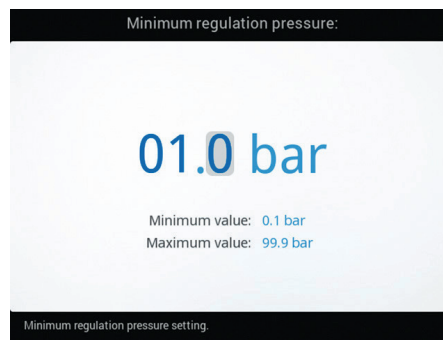 Minimum regulation pressure:
01.0 bar
Minimum value: 0.1 bar
Maximum value: 99.9 bar
Minimum regulation pressure setting.